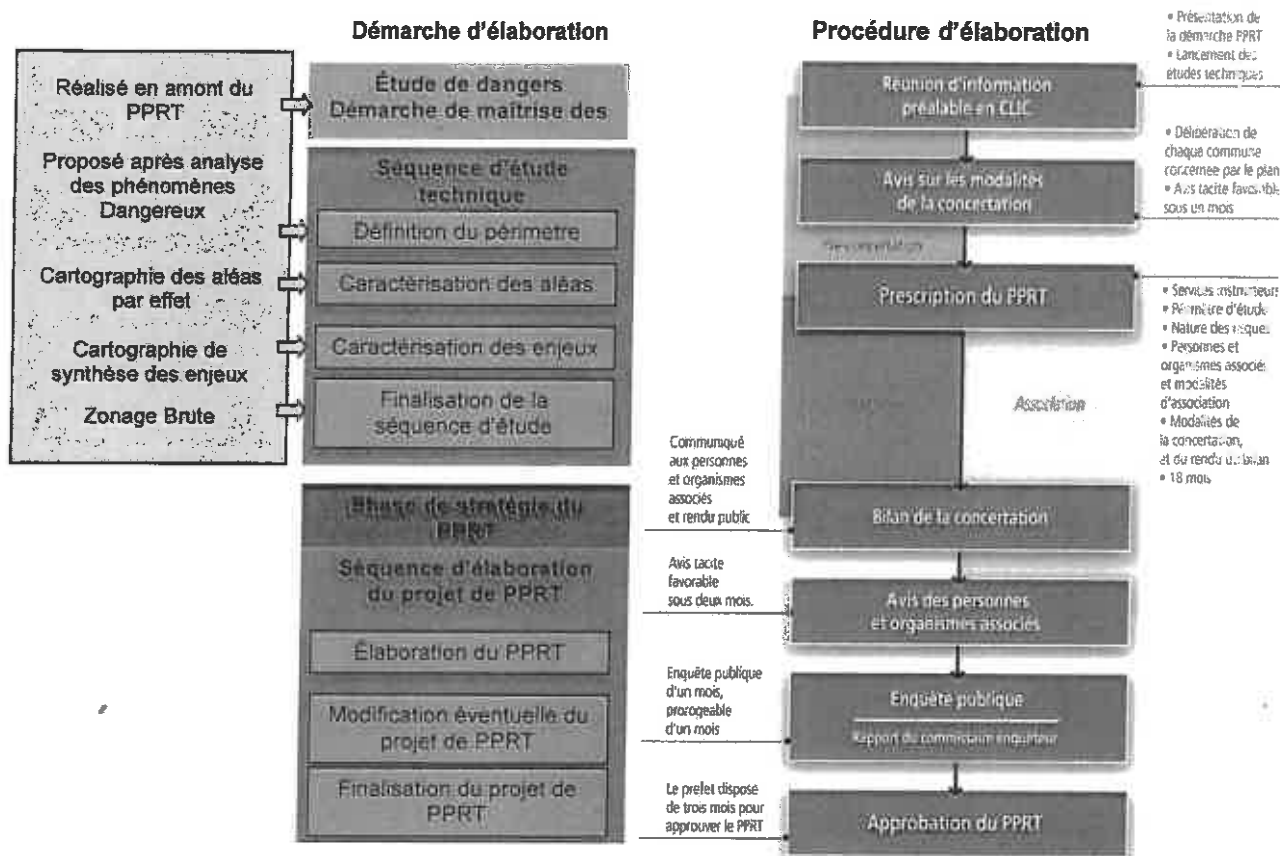 Démarche d'élaboration
Réalisé en amont du
PPRT
Proposé après analyse
des phénomènes
Dangereux
Cartographie des aléas
par effet
Cartographie de
synthèse des enjeux
Zonage Brute
Étude de dangers
Démarche de maîtrise des
Séquence d'étude
technique
Définition du périmètre
Caractérisation des aléas
Caractérisation des enjeux
Finalisation de la
séquence d'étude
Phase de stratégie du
PPRT
Séquence d'élaboration
du projet de PPRT
Élaboration du PPRT
Modification éventuelle du
projet de PPRT
Finalisation du projet de
PPRT
Procédure d'élaboration
Réunion d'information
préalable en CLIC
• Présentation de
la démarche PPRT
• Lancement des
etudes techniques
Avis sur les modalités
de la concertation
• Délibération de
chaque commune
concernée par le plan
• Avis tacite favorable
sous un mois
Prescription du PPRT
• Services instructeurs
• Périmètre d'étude
• Nature des risques
• Personnes et
organismes associés
et modalités
d'association
• Modalités de
la concertation,
et du rendu du bilan
• 18 mois
Association
Communiqué
aux personnes
et organismes
associés
et rendu public
Bilan de la concertation
Avis tacite
favorable
sous deux mois.
Avis des personnes
et organismes associés
Enquête publique
d'un mois,
prorogeable
d'un mois
Enquête publique
Rapport du commissaire enquêteur
Le prefet dispose
de trois mois pour
approuver le PPRT
Approbation du PPRT